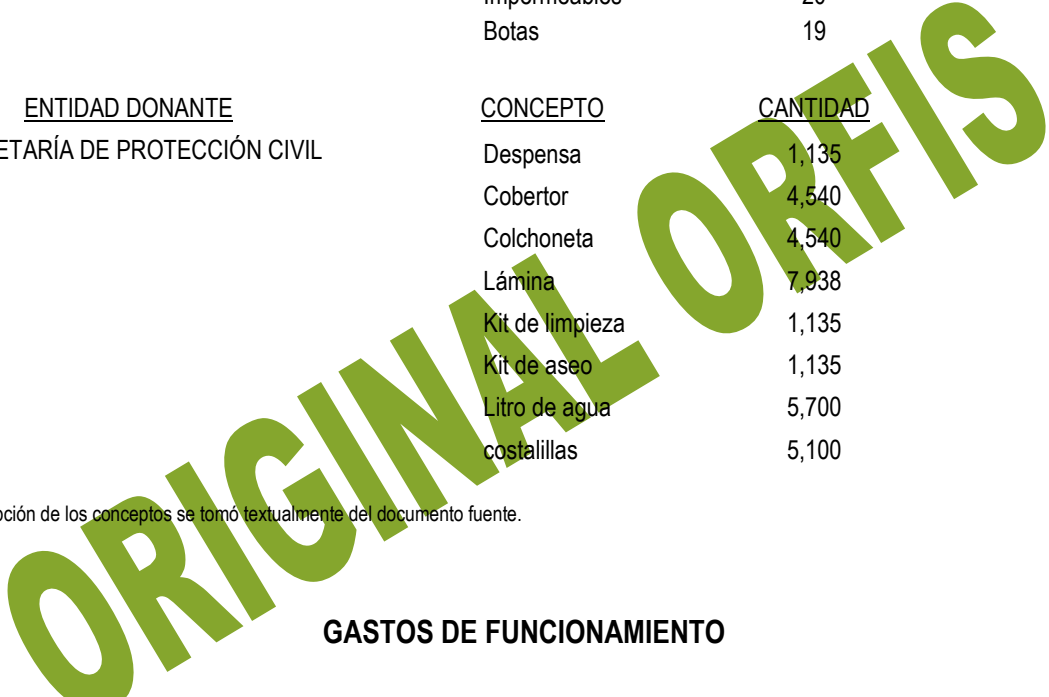 Impermeables 20
Botas 19
ENTIDAD DONANTE CONCEPTO CANTIDAD
ETARÍA DE PROTECCIÓN CIVIL Despensa 1,135
Cobertor 4,540
Colchoneta 4,540
Lámina 7,938
Kit de limpieza 1,135
Kit de aseo 1,135
Litro de agua 5,700
costalillas 5,100
pción de los conceptos se tomó textualmente del documento fuente.
GASTOS DE FUNCIONAMIENTO
ORIGINAL ORFIS